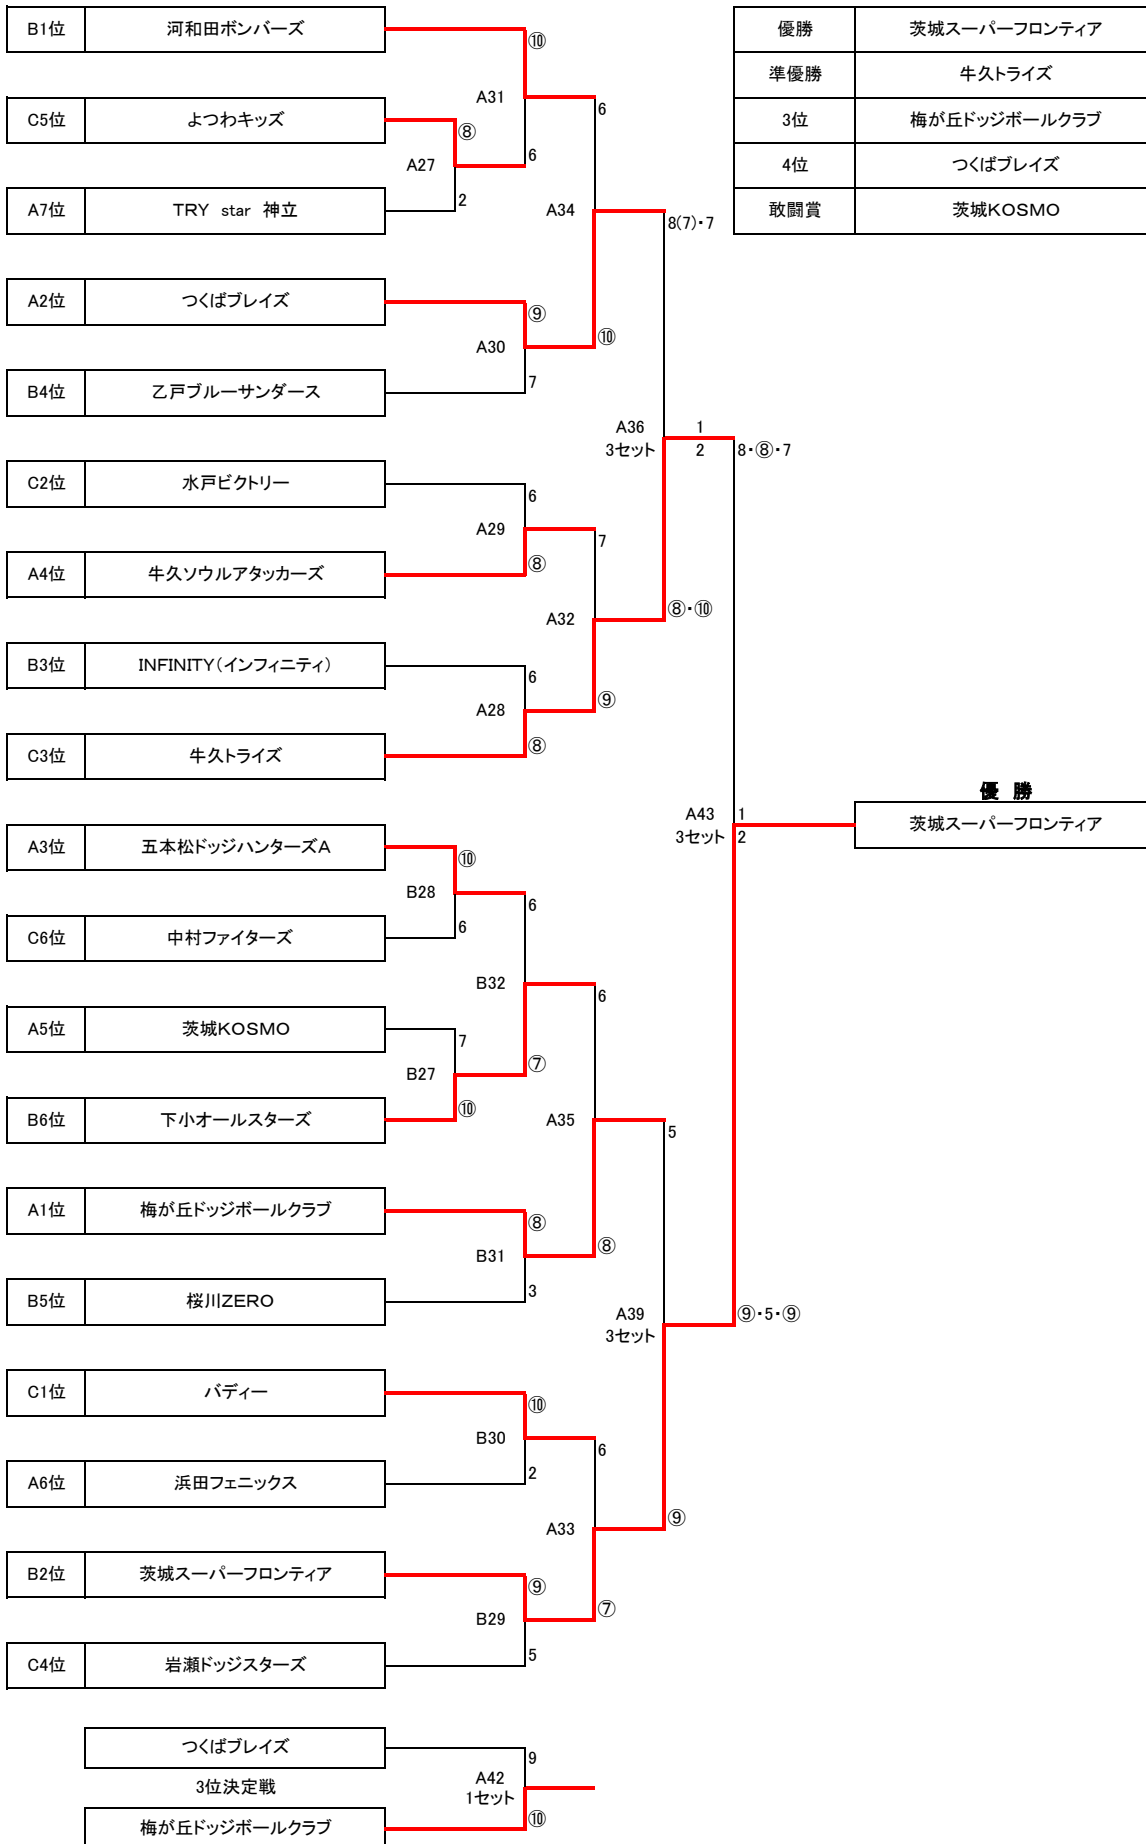 B1位 河和田ボンバーズ ⑩
A31 6
C5位 よつわキッズ ⑧
A27 6
A7位 TRY star 神立 2
A34 8(7)・7
A2位 つくばブレイズ ⑨
A30 ⑩
B4位 乙戸ブルーサンダース 7
A36 1
3セット 2 8・⑧・7
C2位 水戸ビクトリー 6
A29 7
A4位 牛久ソウルアタッカーズ ⑧
A32 ⑧・⑩
B3位 INFINITY(インフィニティ) 6
A28 ⑨
C3位 牛久トライズ ⑧
優勝 茨城スーパーフロンティア
準優勝 牛久トライズ
3位 梅が丘ドッジボールクラブ
4位 つくばブレイズ
敢闘賞 茨城KOSMO
優 勝
A43 1 茨城スーパーフロンティア
3セット 2
A3位 五本松ドッジハンターズA ⑩
B28 6
C6位 中村ファイターズ 6
B32 6
A5位 茨城KOSMO 7
B27 ⑦
B6位 下小オールスターズ ⑩
A35 5
A1位 梅が丘ドッジボールクラブ ⑧
B31 ⑧
B5位 桜川ZERO 3
A39 ⑨・5・⑨
3セット
C1位 バディー ⑩
B30 6
A6位 浜田フェニックス 2
A33 ⑨
B2位 茨城スーパーフロンティア ⑨
B29 ⑦
C4位 岩瀬ドッジスターズ 5
つくばブレイズ 9
3位決定戦 A42
1セット
梅が丘ドッジボールクラブ ⑩